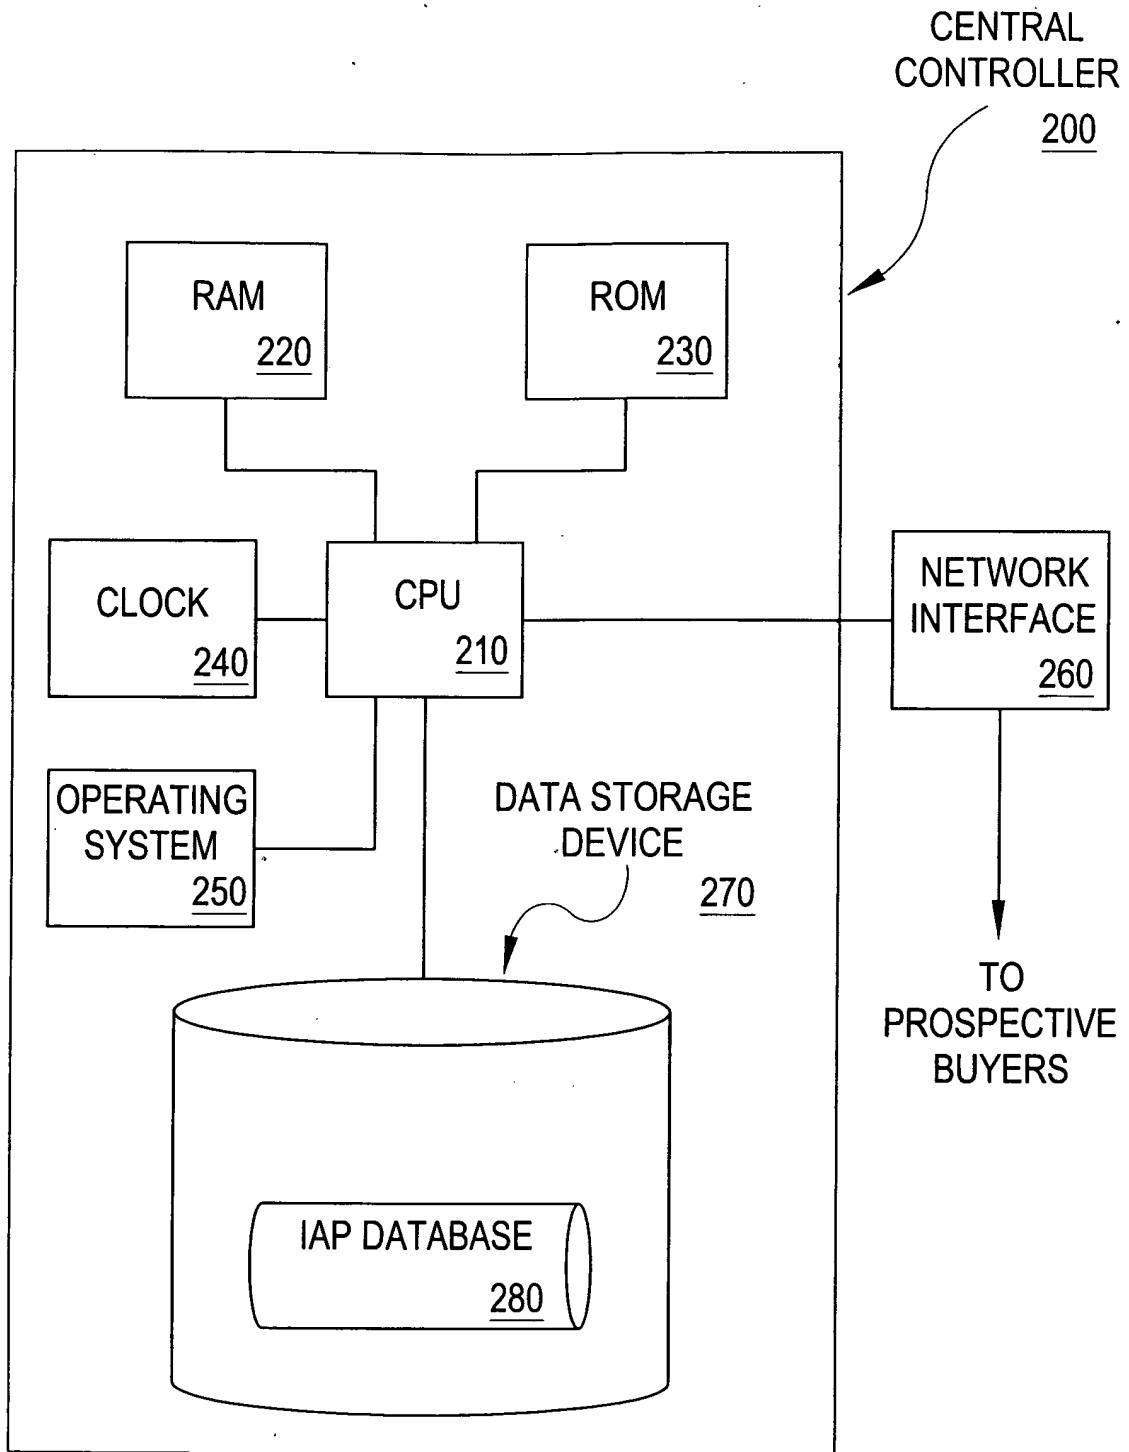 CENTRAL
CONTROLLER
200
RAM
220
ROM
230
CLOCK
240
CPU
210
NETWORK
INTERFACE
260
OPERATING
SYSTEM
250
DATA STORAGE
DEVICE
270
TO
PROSPECTIVE
BUYERS
IAP DATABASE
280